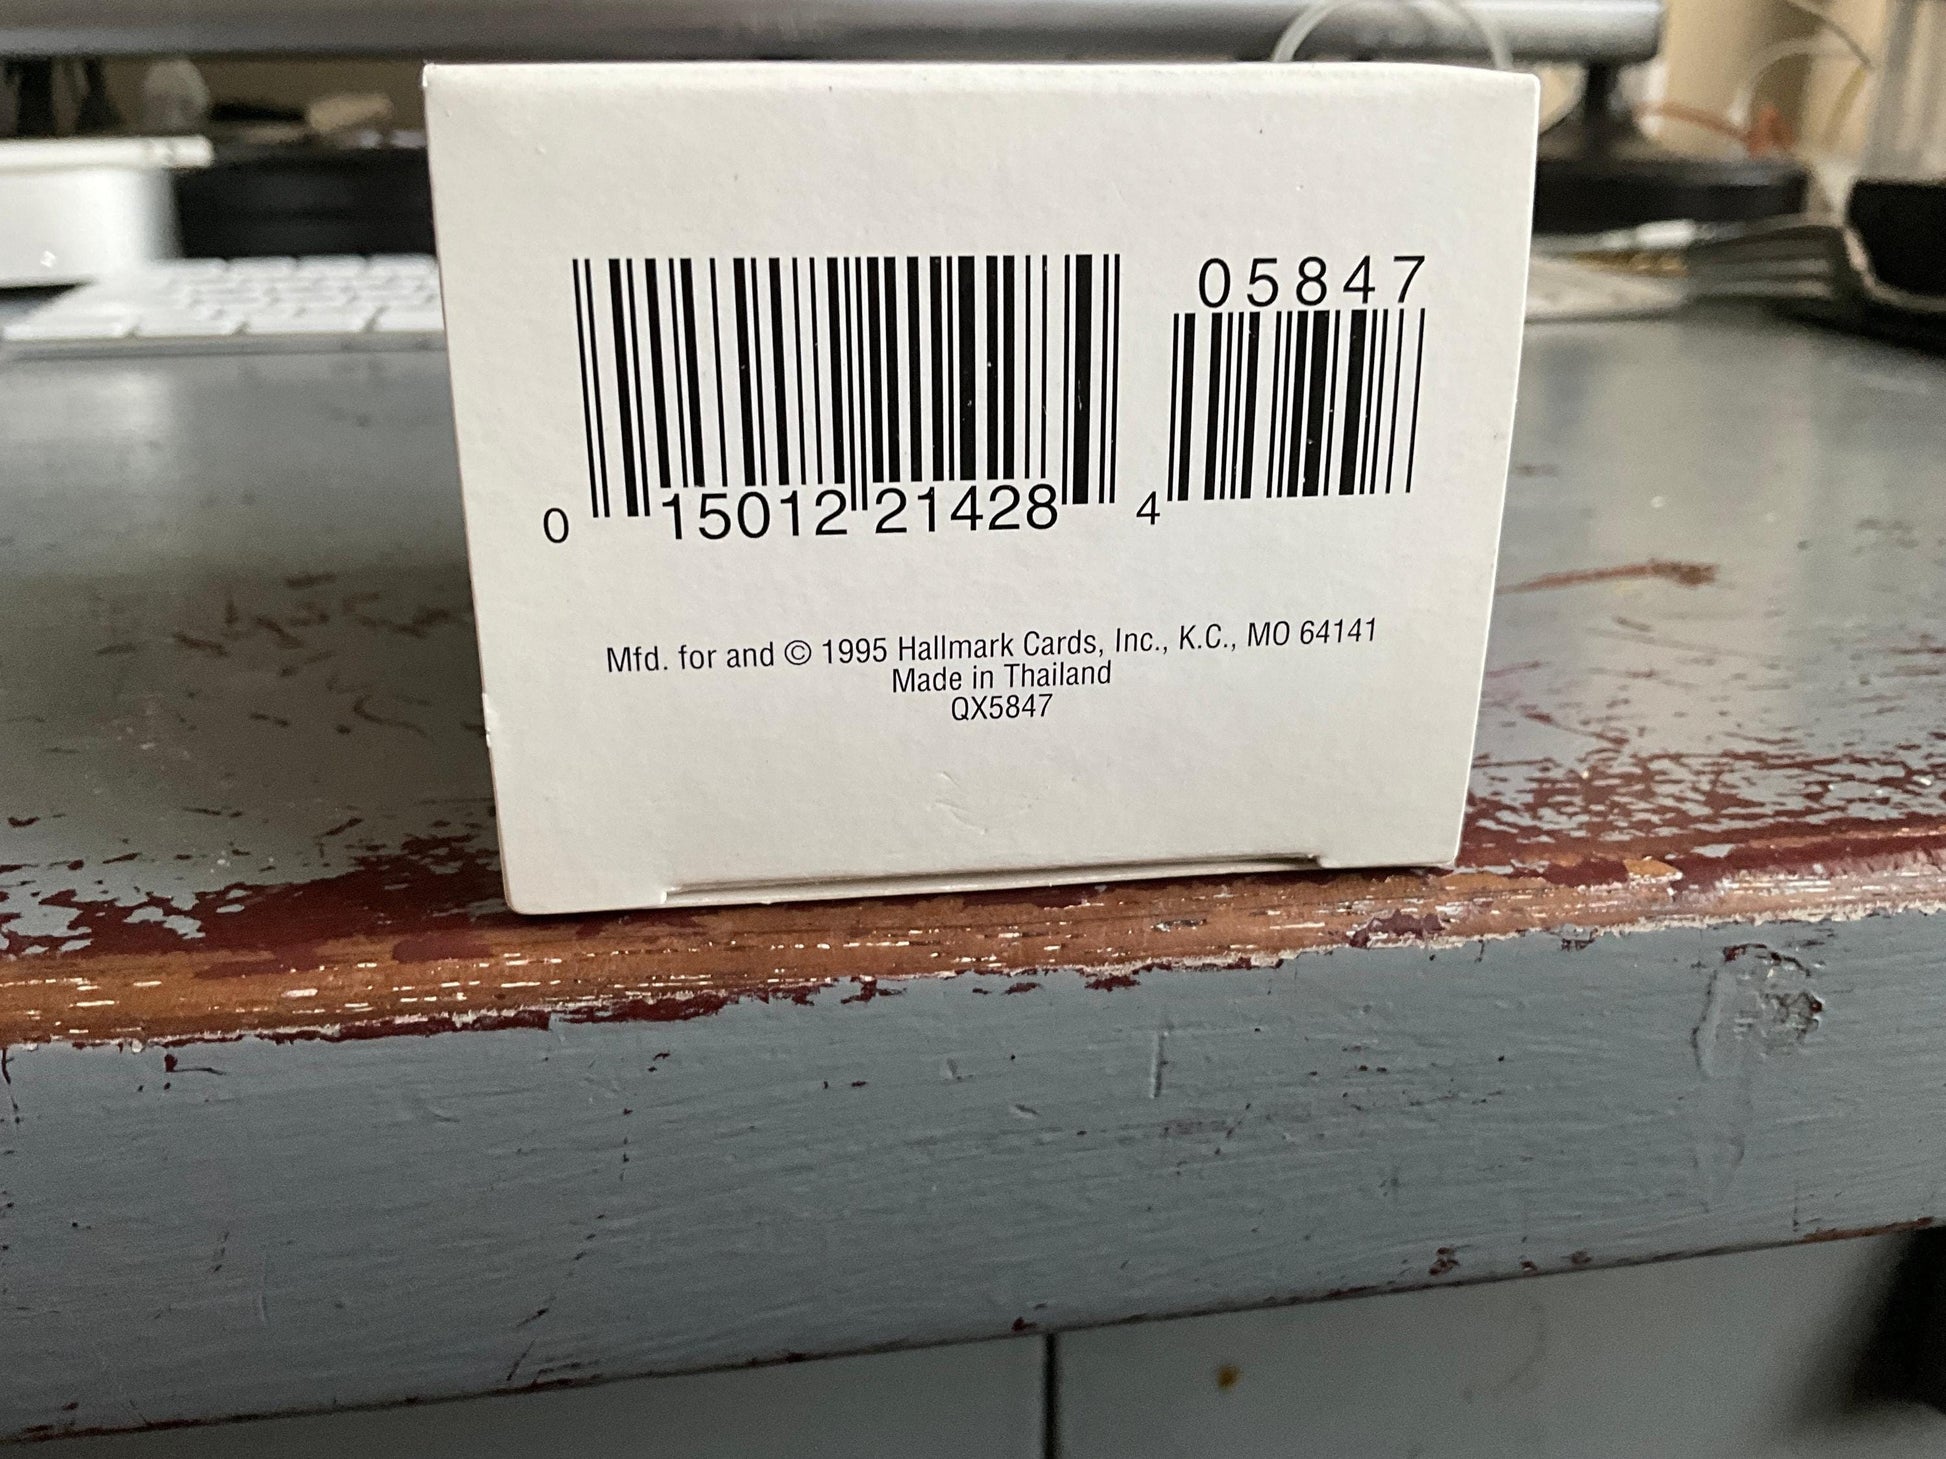 05847
0 15012 21428 4
Mfd. for and © 1995 Hallmark Cards, Inc., K.C., MO 64141
Made in Thailand
QX5847